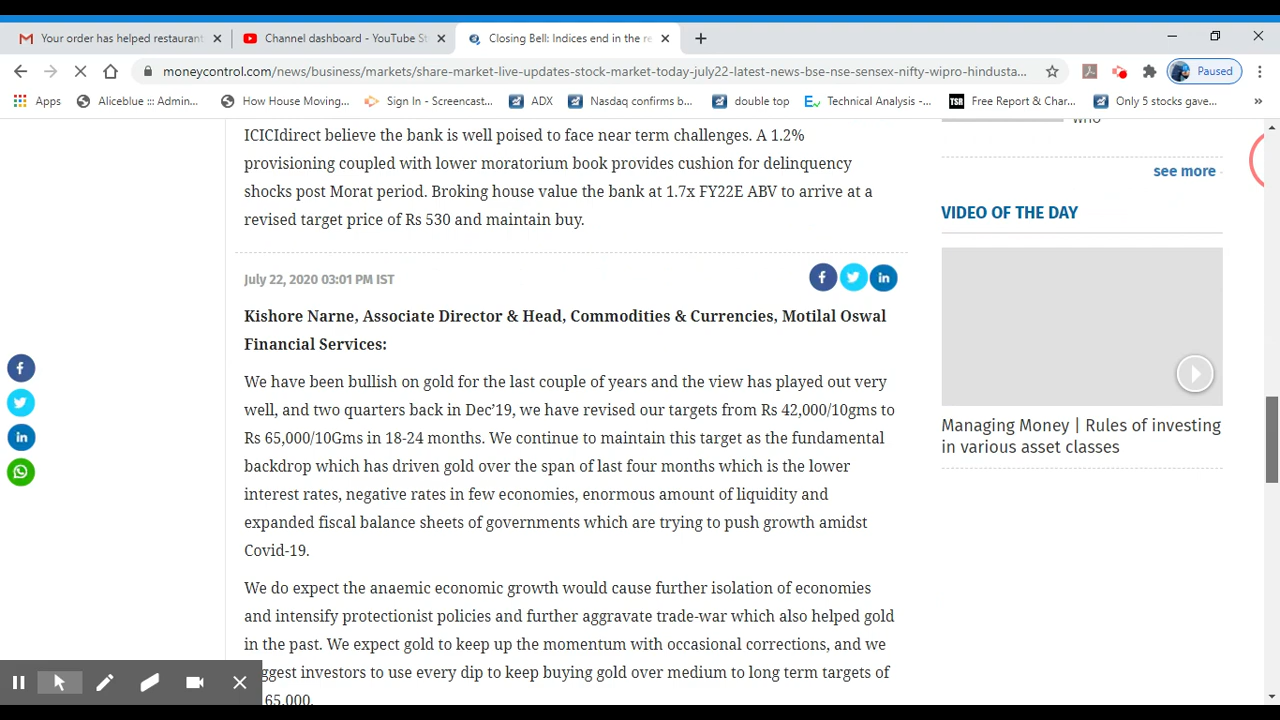 Your order has helped restaurant
Channel dashboard - YouTube St
Closing Bell: Indices end in the re
moneycontrol.com/news/business/markets/share-market-live-updates-stock-market-today-july22-latest-news-bse-nse-sensex-nifty-wipro-hindusta...
Paused
Apps
Aliceblue ::: Admin...
How House Moving...
Sign In - Screencast...
ADX
Nasdaq confirms b...
double top
Technical Analysis -...
TSR
Free Report & Char...
Only 5 stocks gave...
»
ICICIdirect believe the bank is well poised to face near term challenges. A 1.2%
provisioning coupled with lower moratorium book provides cushion for delinquency
shocks post Morat period. Broking house value the bank at 1.7x FY22E ABV to arrive at a
revised target price of Rs 530 and maintain buy.
July 22, 2020 03:01 PM IST
Kishore Narne, Associate Director & Head, Commodities & Currencies, Motilal Oswal
Financial Services:
We have been bullish on gold for the last couple of years and the view has played out very
well, and two quarters back in Dec’19, we have revised our targets from Rs 42,000/10gms to
Rs 65,000/10Gms in 18-24 months. We continue to maintain this target as the fundamental
backdrop which has driven gold over the span of last four months which is the lower
interest rates, negative rates in few economies, enormous amount of liquidity and
expanded fiscal balance sheets of governments which are trying to push growth amidst
Covid-19.
We do expect the anaemic economic growth would cause further isolation of economies
and intensify protectionist policies and further aggravate trade-war which also helped gold
in the past. We expect gold to keep up the momentum with occasional corrections, and we
ggest investors to use every dip to keep buying gold over medium to long term targets of
65,000.
who
see more
VIDEO OF THE DAY
Managing Money | Rules of investing
in various asset classes